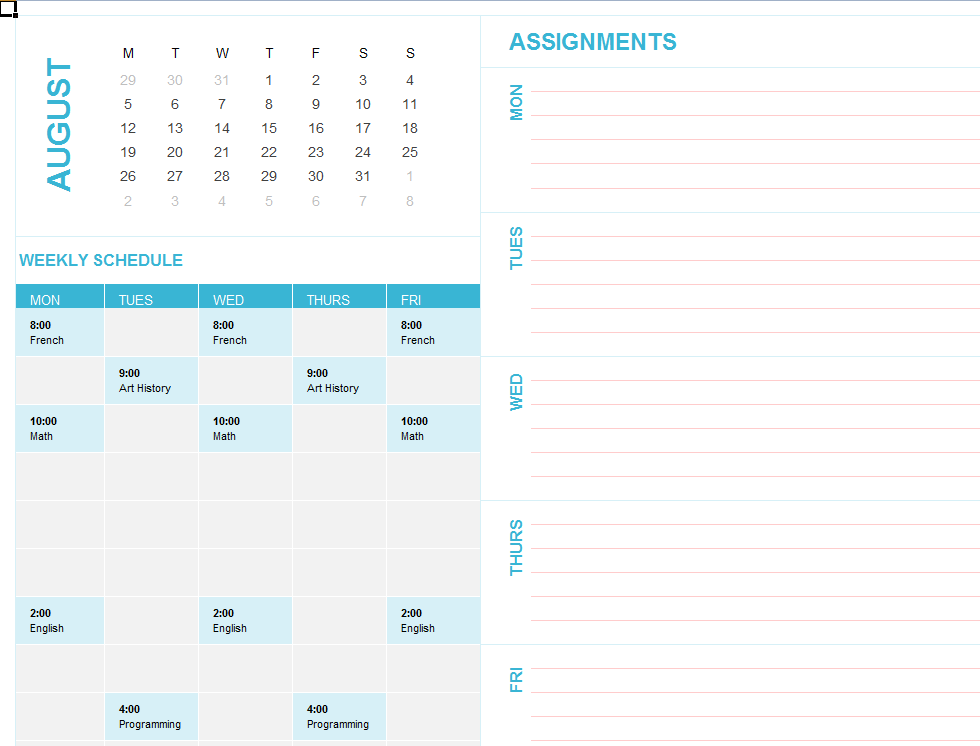 AUGUST
M T W T F S S
29 30 31 1 2 3 4
5 6 7 8 9 10 11
12 13 14 15 16 17 18
19 20 21 22 23 24 25
26 27 28 29 30 31 1
2 3 4 5 6 7 8
WEEKLY SCHEDULE
MON TUES WED THURS FRI
8:00 8:00 8:00
French French French
9:00 9:00
Art History Art History
10:00 10:00 10:00
Math Math Math
2:00 2:00 2:00
English English English
4:00 4:00
Programming Programming
ASSIGNMENTS
MON
TUES
WED
THURS
FRI